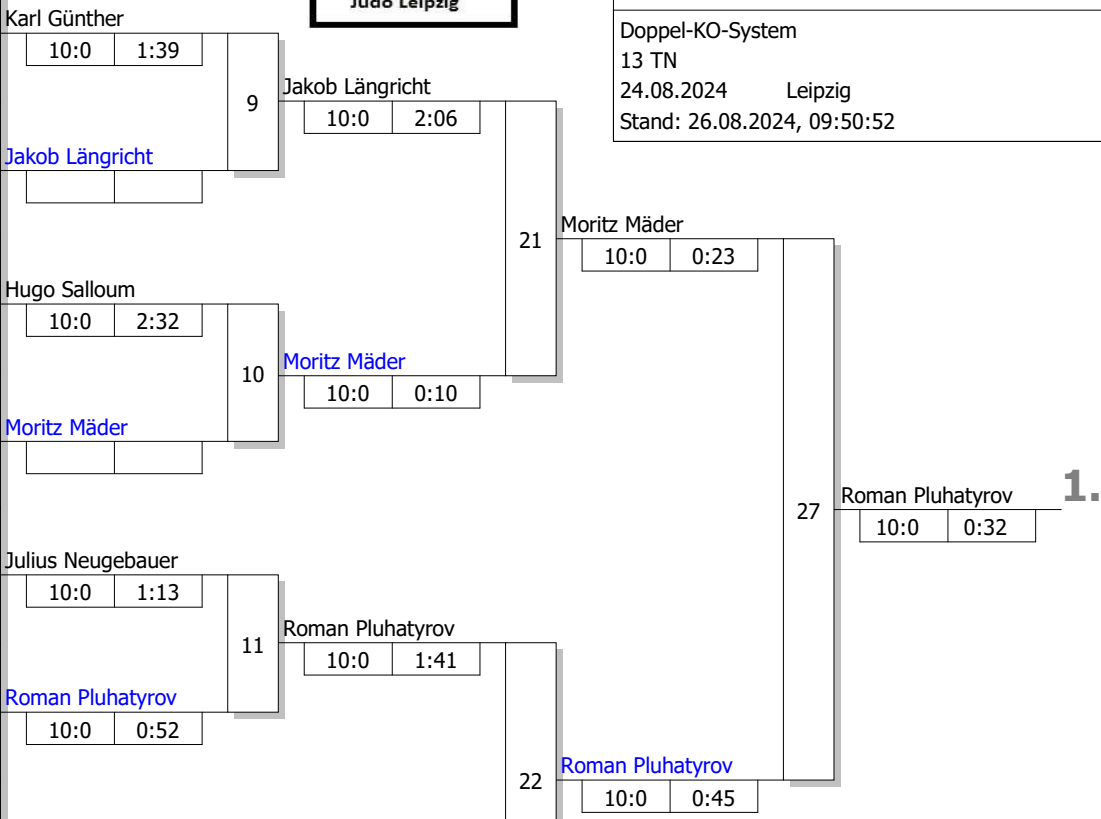 Judo Leipzig
Doppel-KO-System
13 TN
24.08.2024 Leipzig
Stand: 26.08.2024, 09:50:52
Karl Günther
10:0 1:39
9
Jakob Längricht
10:0 2:06
Jakob Längricht
21
Moritz Mäder
10:0 0:23
Hugo Salloum
10:0 2:32
10
Moritz Mäder
10:0 0:10
Moritz Mäder
27
Roman Pluhatyrov 1.
10:0 0:32
Julius Neugebauer
10:0 1:13
11
Roman Pluhatyrov
10:0 1:41
Roman Pluhatyrov
10:0 0:52
22
Roman Pluhatyrov
10:0 0:45